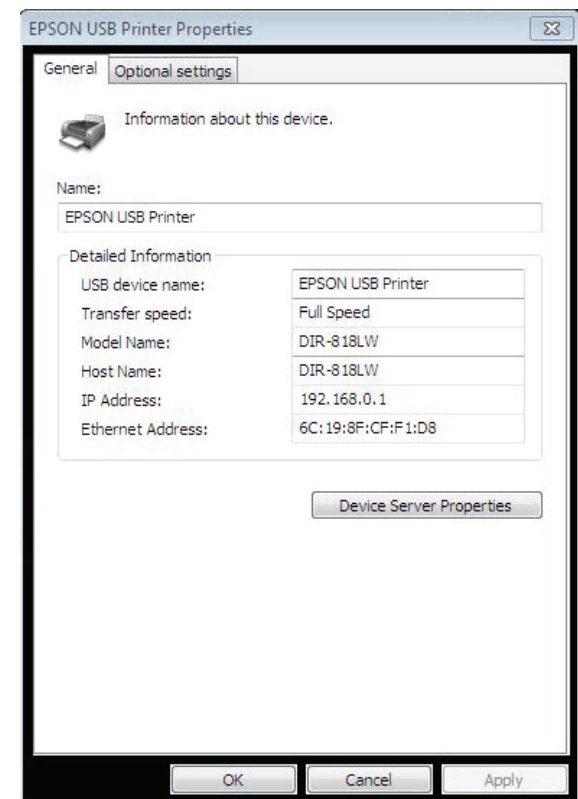 EPSON USB Printer Properties
General Optional settings
Information about this device.
Name:
EPSON USB Printer
Detailed Information
USB device name: EPSON USB Printer
Transfer speed: Full Speed
Model Name: DIR-818LW
Host Name: DIR-818LW
IP Address: 192.168.0.1
Ethernet Address: 6C:19:8F:CF:F1:D8
Device Server Properties
OK Cancel Apply